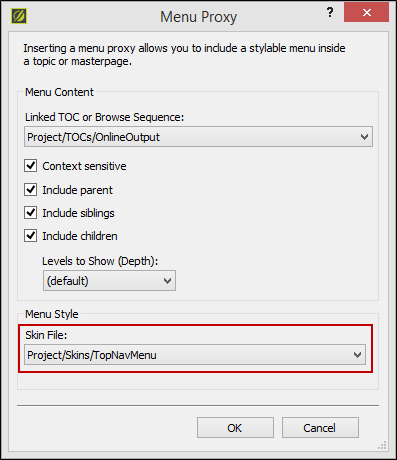 Menu Proxy
?
Inserting a menu proxy allows you to include a stylable menu inside
a topic or masterpage.
Menu Content
Linked TOC or Browse Sequence:
Project/TOCs/OnlineOutput
Context sensitive
Include parent
Include siblings
Include children
Levels to Show (Depth):
(default)
Menu Style
Skin File:
Project/Skins/TopNavMenu
OK
Cancel